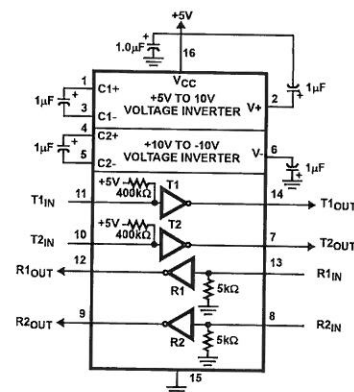 +5V
1.0µF
+
16
VCC
1
C1+
+5V TO 10V
VOLTAGE INVERTER
V+
2
+
1µF
+
1µF
3
C1-
4
C2+
+10V TO -10V
VOLTAGE INVERTER
V-
6
+
1µF
+
1µF
5
C2-
T1IN
11
+5V
400kΩ
T1
14
T1OUT
T2IN
10
+5V
400kΩ
T2
7
T2OUT
R1OUT
12
R1
13
R1IN
5kΩ
R2OUT
9
R2
8
R2IN
5kΩ
15